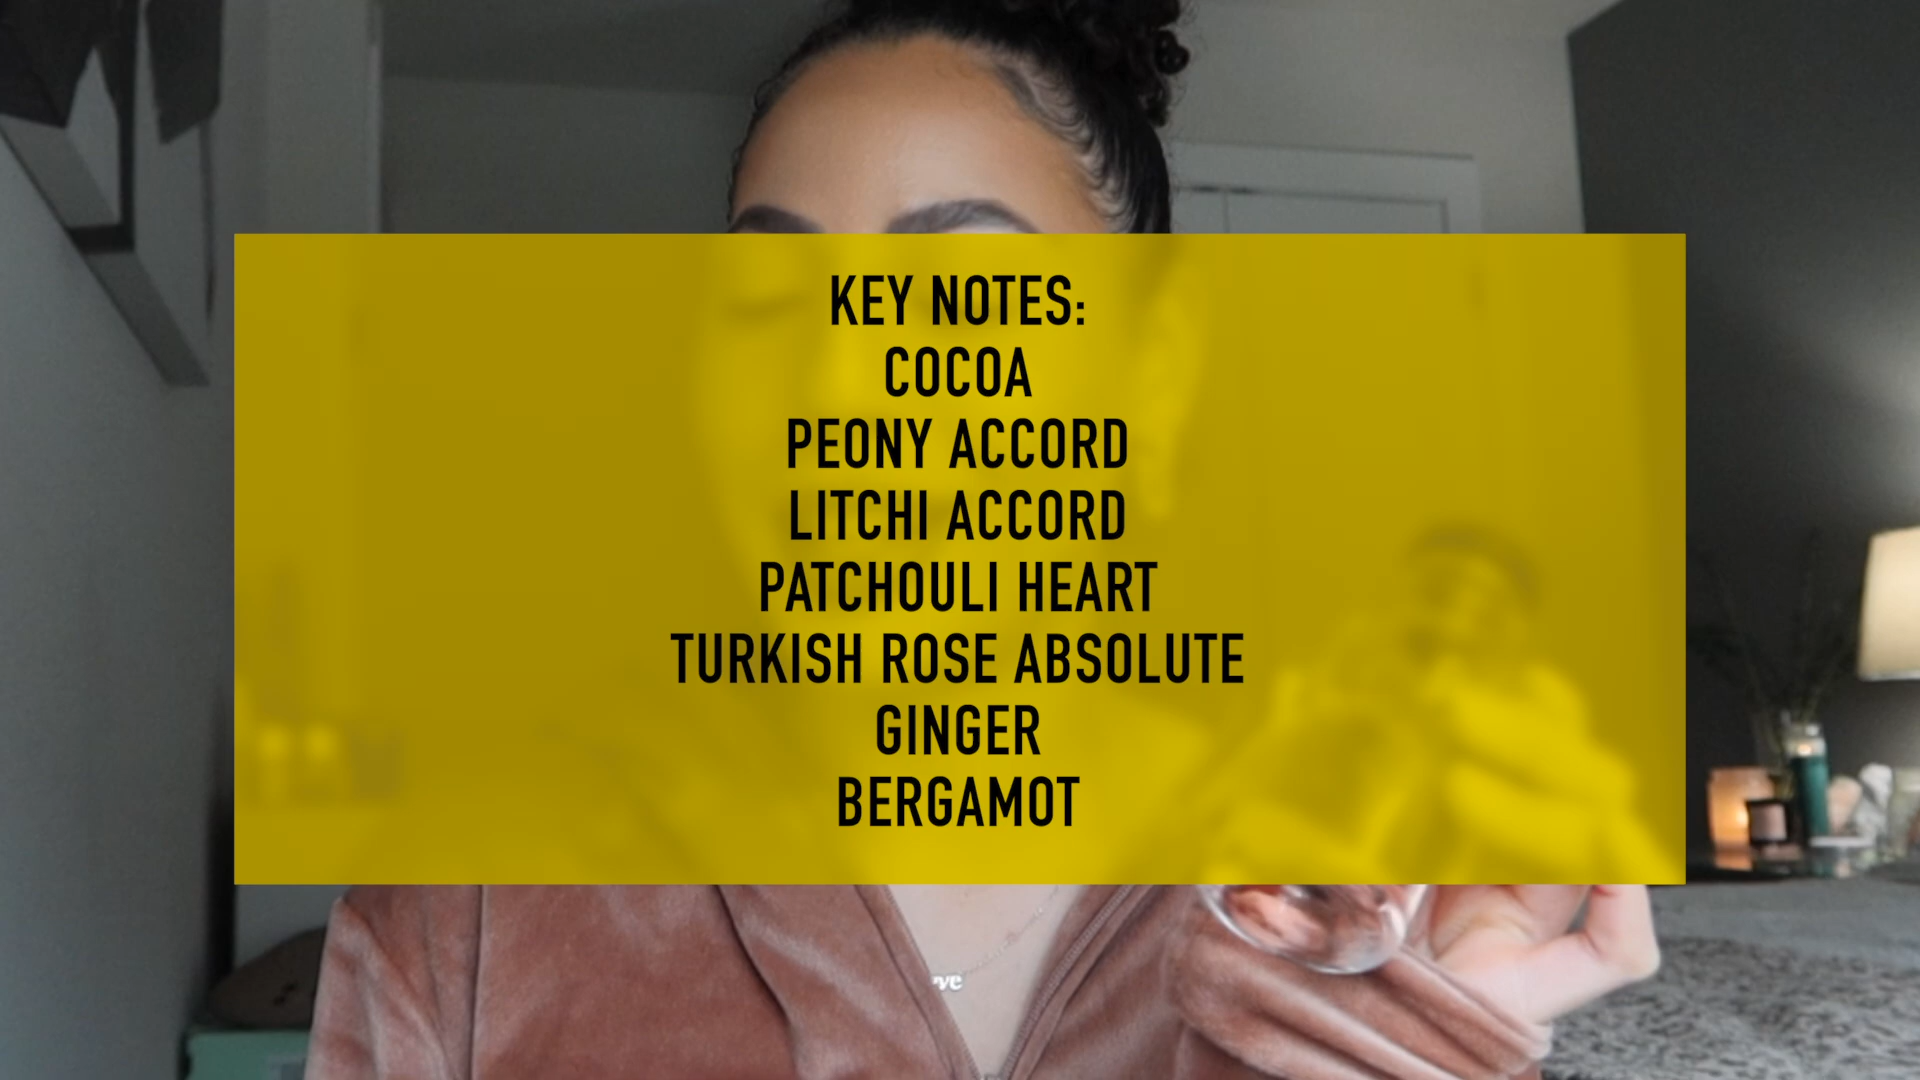 KEY NOTES:
COCOA
PEONY ACCORD
LITCHI ACCORD
PATCHOULI HEART
TURKISH ROSE ABSOLUTE
GINGER
BERGAMOT